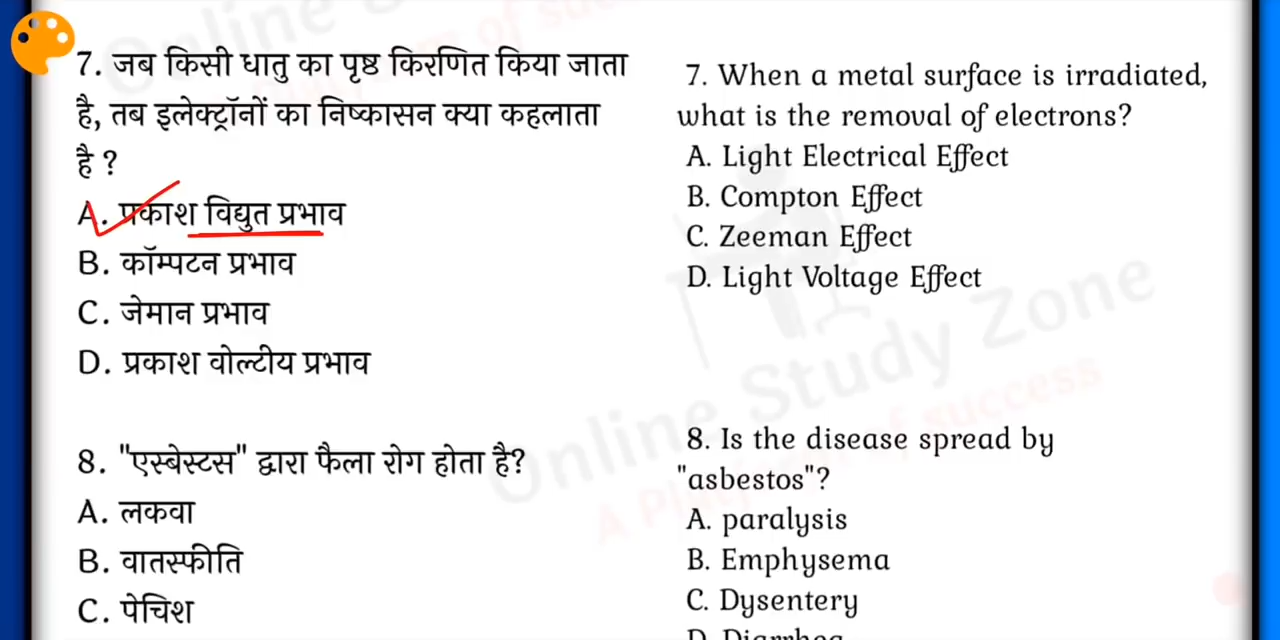 7. जब किसी धातु का पृष्ठ किरणित किया जाता
है, तब इलेक्ट्रॉनों का निष्कासन क्या कहलाता
है ?
A. प्रकाश विद्युत प्रभाव
B. कॉम्पटन प्रभाव
C. जेमान प्रभाव
D. प्रकाश वोल्टीय प्रभाव
8. "एस्बेस्टस" द्वारा फैला रोग होता है?
A. लकवा
B. वातस्फीति
C. पेचिश
7. When a metal surface is irradiated,
what is the removal of electrons?
A. Light Electrical Effect
B. Compton Effect
C. Zeeman Effect
D. Light Voltage Effect
8. Is the disease spread by
"asbestos"?
A. paralysis
B. Emphysema
C. Dysentery
D. Diarrhea
Online Study Zone